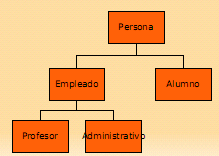 Persona
Empleado
Alumno
Profesor
Administrativo